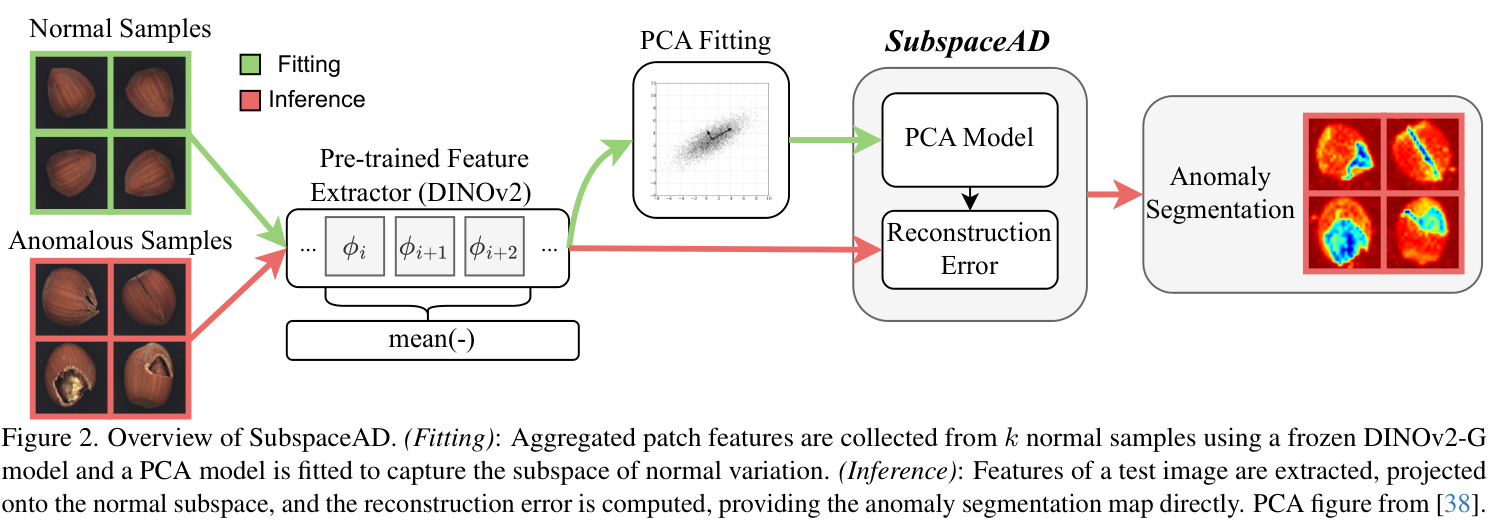 Normal Samples
Fitting
Inference
Anomalous Samples
Pre-trained Feature
Extractor (DINOv2)
... ϕi ϕi+1 ϕi+2 ...
mean(-)
PCA Fitting
SubspaceAD
PCA Model
Reconstruction
Error
Anomaly
Segmentation
Figure 2. Overview of SubspaceAD. (Fitting): Aggregated patch features are collected from k normal samples using a frozen DINOv2-G
model and a PCA model is fitted to capture the subspace of normal variation. (Inference): Features of a test image are extracted, projected
onto the normal subspace, and the reconstruction error is computed, providing the anomaly segmentation map directly. PCA figure from [38].